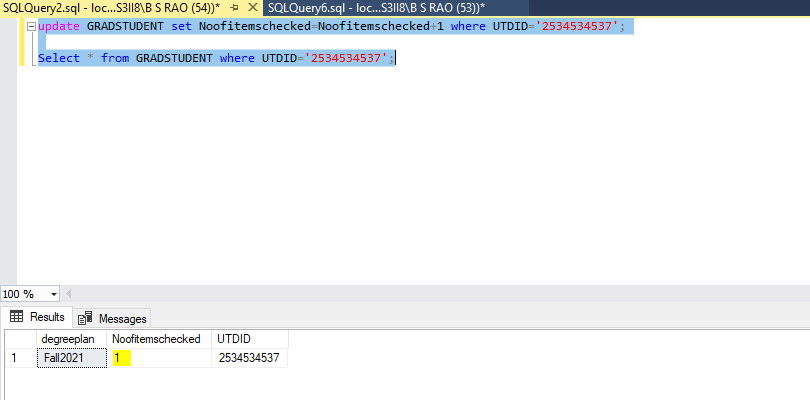 SQLQuery2.sql - loc...S3II8\B S RAO (54))* SQLQuery6.sql - loc...S3II8\B S RAO (53))*
update GRADSTUDENT set Noofitemschecked=Noofitemschecked+1 where UTDID='2534534537';
Select * from GRADSTUDENT where UTDID='2534534537';
100 %
Results Messages
degreeplan Noofitemschecked UTDID
1 Fall2021 1 2534534537